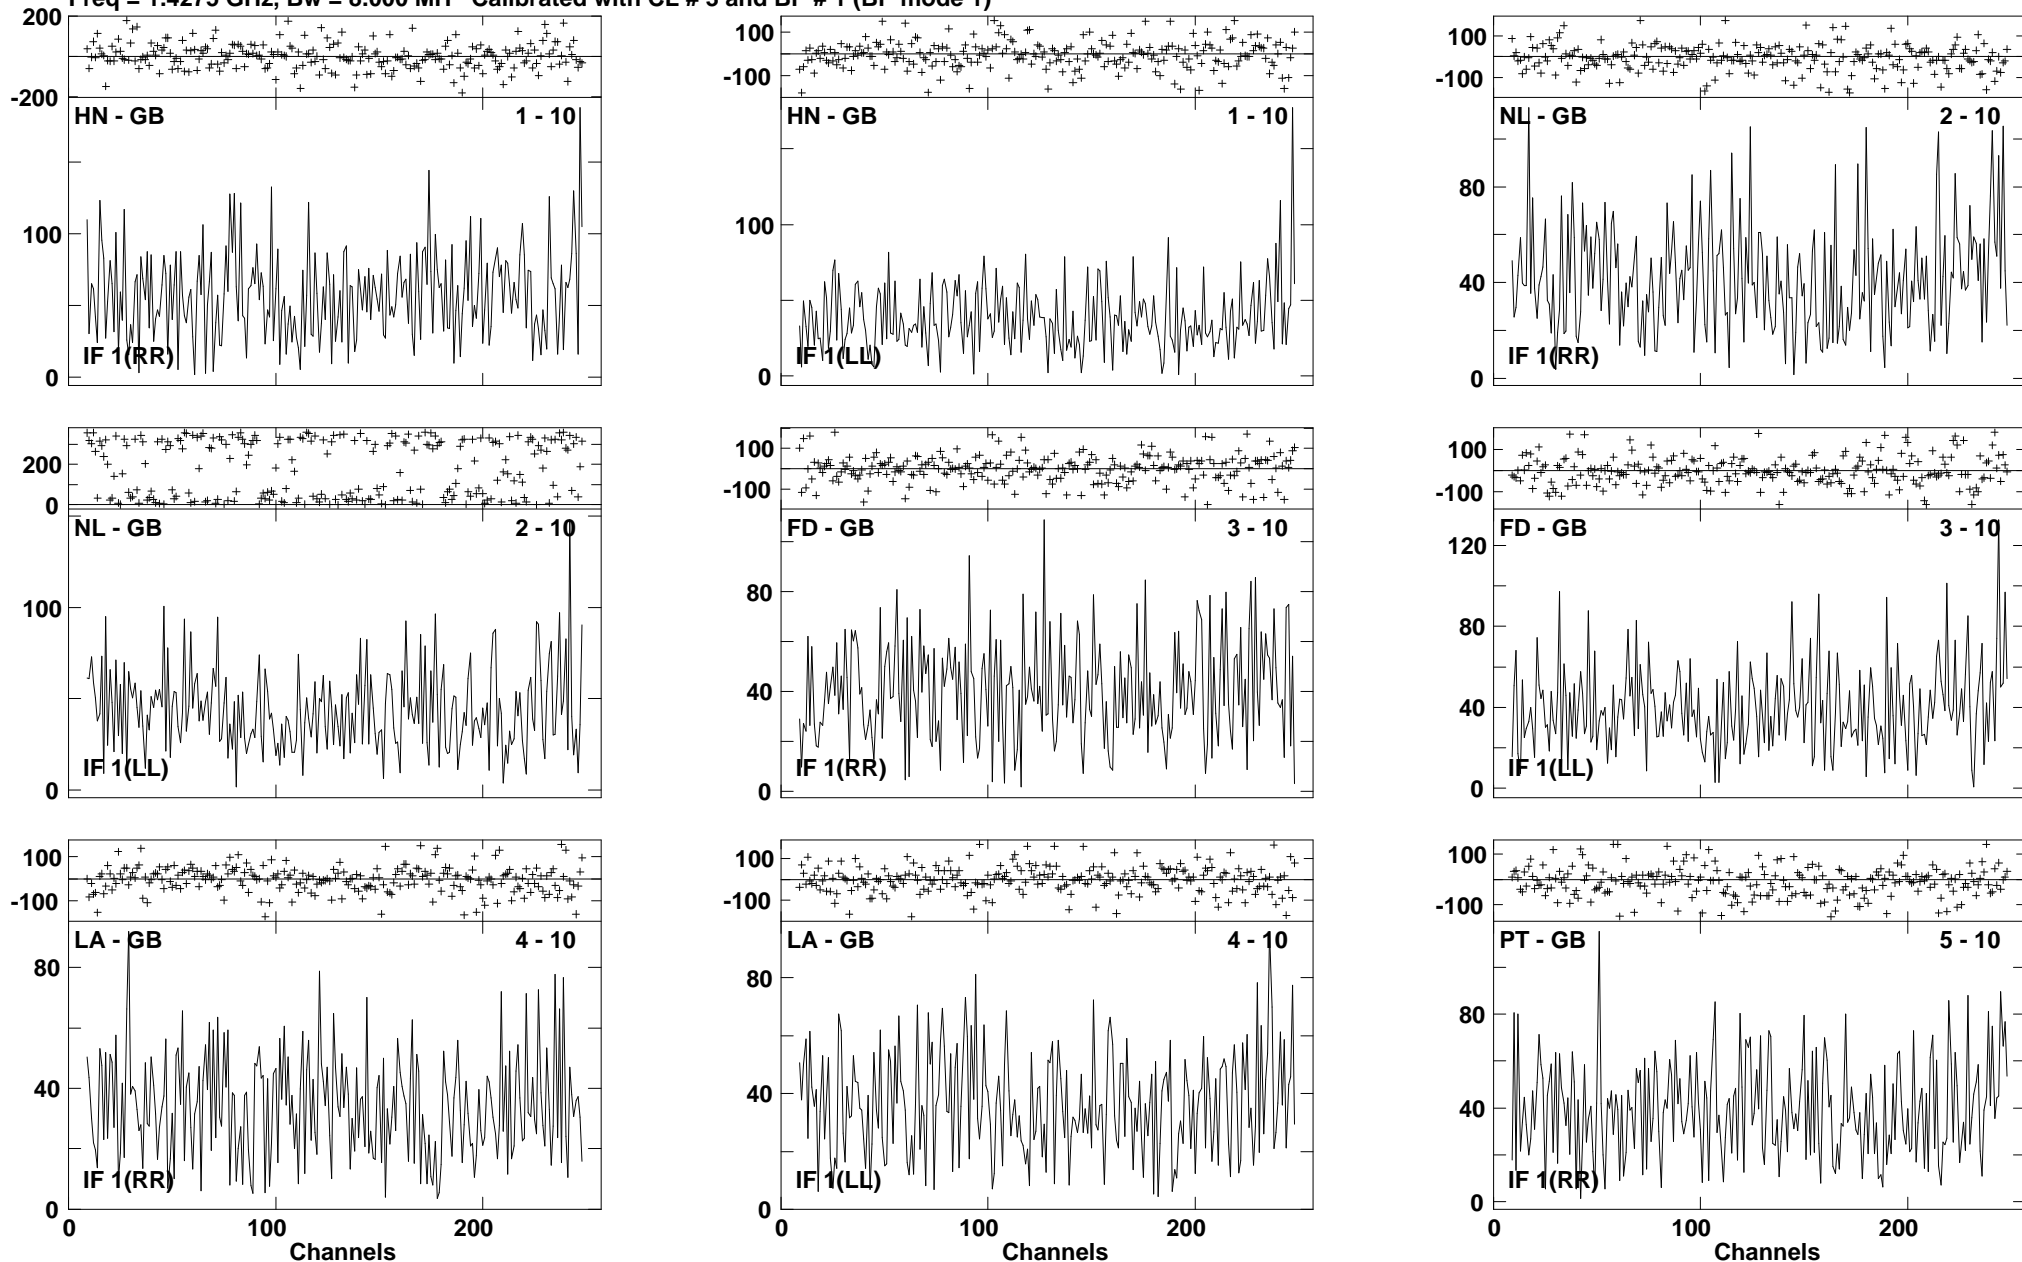 Freq = 1.4275 GHz, Bw = 8.000 MH Calibrated with CL # 3 and BP # 1 (BP mode 1)
200
-200
100
-100
100
-100
HN - GB 1 - 10
HN - GB 1 - 10
NL - GB 2 - 10
100
0
100
0
80
40
0
IF 1(RR)
IF 1(LL)
IF 1(RR)
200
0
100
-100
100
-100
NL - GB 2 - 10
FD - GB 3 - 10
FD - GB 3 - 10
100
0
80
40
0
120
80
40
0
IF 1(LL)
IF 1(RR)
IF 1(LL)
100
-100
100
-100
100
-100
LA - GB 4 - 10
LA - GB 4 - 10
PT - GB 5 - 10
80
40
0
80
40
0
80
40
0
IF 1(RR)
IF 1(LL)
IF 1(RR)
0 100 200
0 100 200
0 100 200
Channels
Channels
Channels